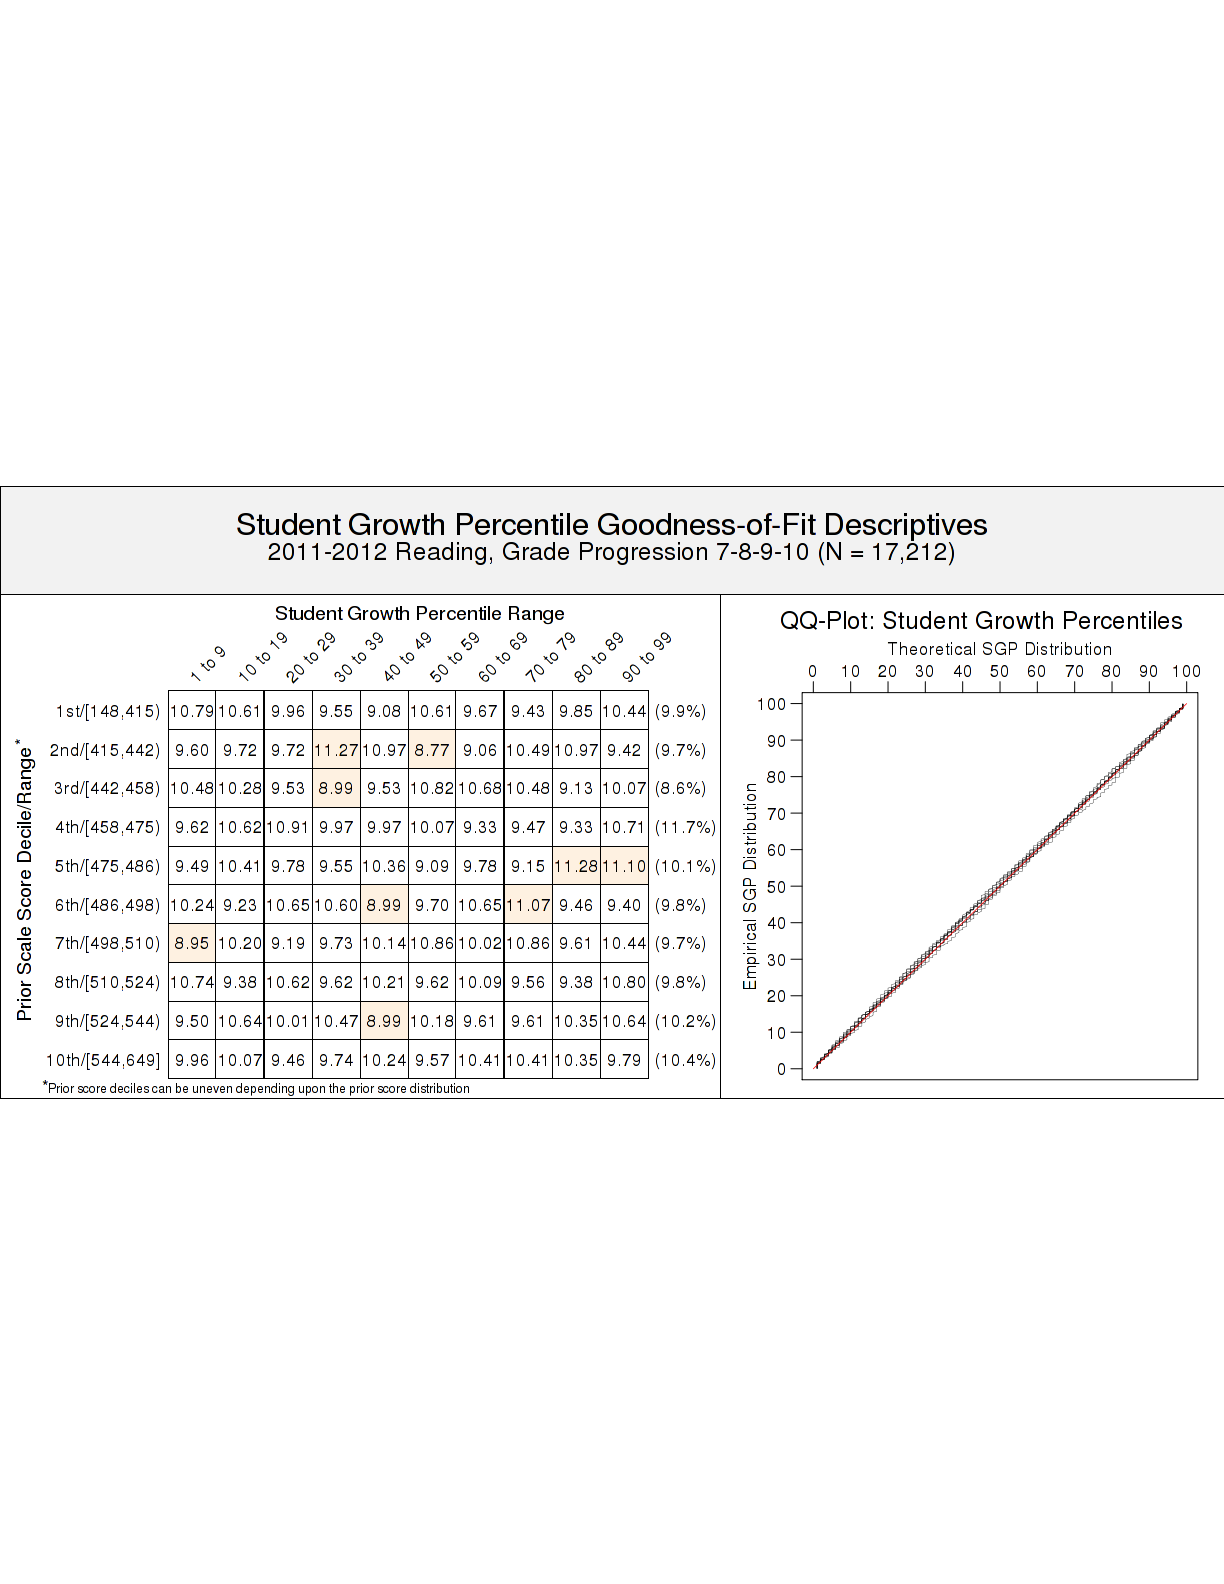 Student Growth Percentile Goodness-of-Fit Descriptives
2011-2012 Reading, Grade Progression 7-8-9-10 (N = 17,212)
Student Growth Percentile Range
1 to 9 10 to 19 20 to 29 30 to 39 40 to 49 50 to 59 60 to 69 70 to 79 80 to 89 90 to 99
Prior Scale Score Decile/Range*
1st/[148,415) 10.79 10.61 9.96 9.55 9.08 10.61 9.67 9.43 9.85 10.44 (9.9%)
2nd/[415,442) 9.60 9.72 9.72 11.27 10.97 8.77 9.06 10.49 10.97 9.42 (9.7%)
3rd/[442,458) 10.48 10.28 9.53 8.99 9.53 10.82 10.68 10.48 9.13 10.07 (8.6%)
4th/[458,475) 9.62 10.62 10.91 9.97 9.97 10.07 9.33 9.47 9.33 10.71 (11.7%)
5th/[475,486) 9.49 10.41 9.78 9.55 10.36 9.09 9.78 9.15 11.28 11.10 (10.1%)
6th/[486,498) 10.24 9.23 10.65 10.60 8.99 9.70 10.65 11.07 9.46 9.40 (9.8%)
7th/[498,510) 8.95 10.20 9.19 9.73 10.14 10.86 10.02 10.86 9.61 10.44 (9.7%)
8th/[510,524) 10.74 9.38 10.62 9.62 10.21 9.62 10.09 9.56 9.38 10.80 (9.8%)
9th/[524,544) 9.50 10.64 10.01 10.47 8.99 10.18 9.61 9.61 10.35 10.64 (10.2%)
10th/[544,649] 9.96 10.07 9.46 9.74 10.24 9.57 10.41 10.41 10.35 9.79 (10.4%)
*Prior score deciles can be uneven depending upon the prior score distribution
QQ-Plot: Student Growth Percentiles
Theoretical SGP Distribution
0 10 20 30 40 50 60 70 80 90 100
Empirical SGP Distribution
100
90
80
70
60
50
40
30
20
10
0